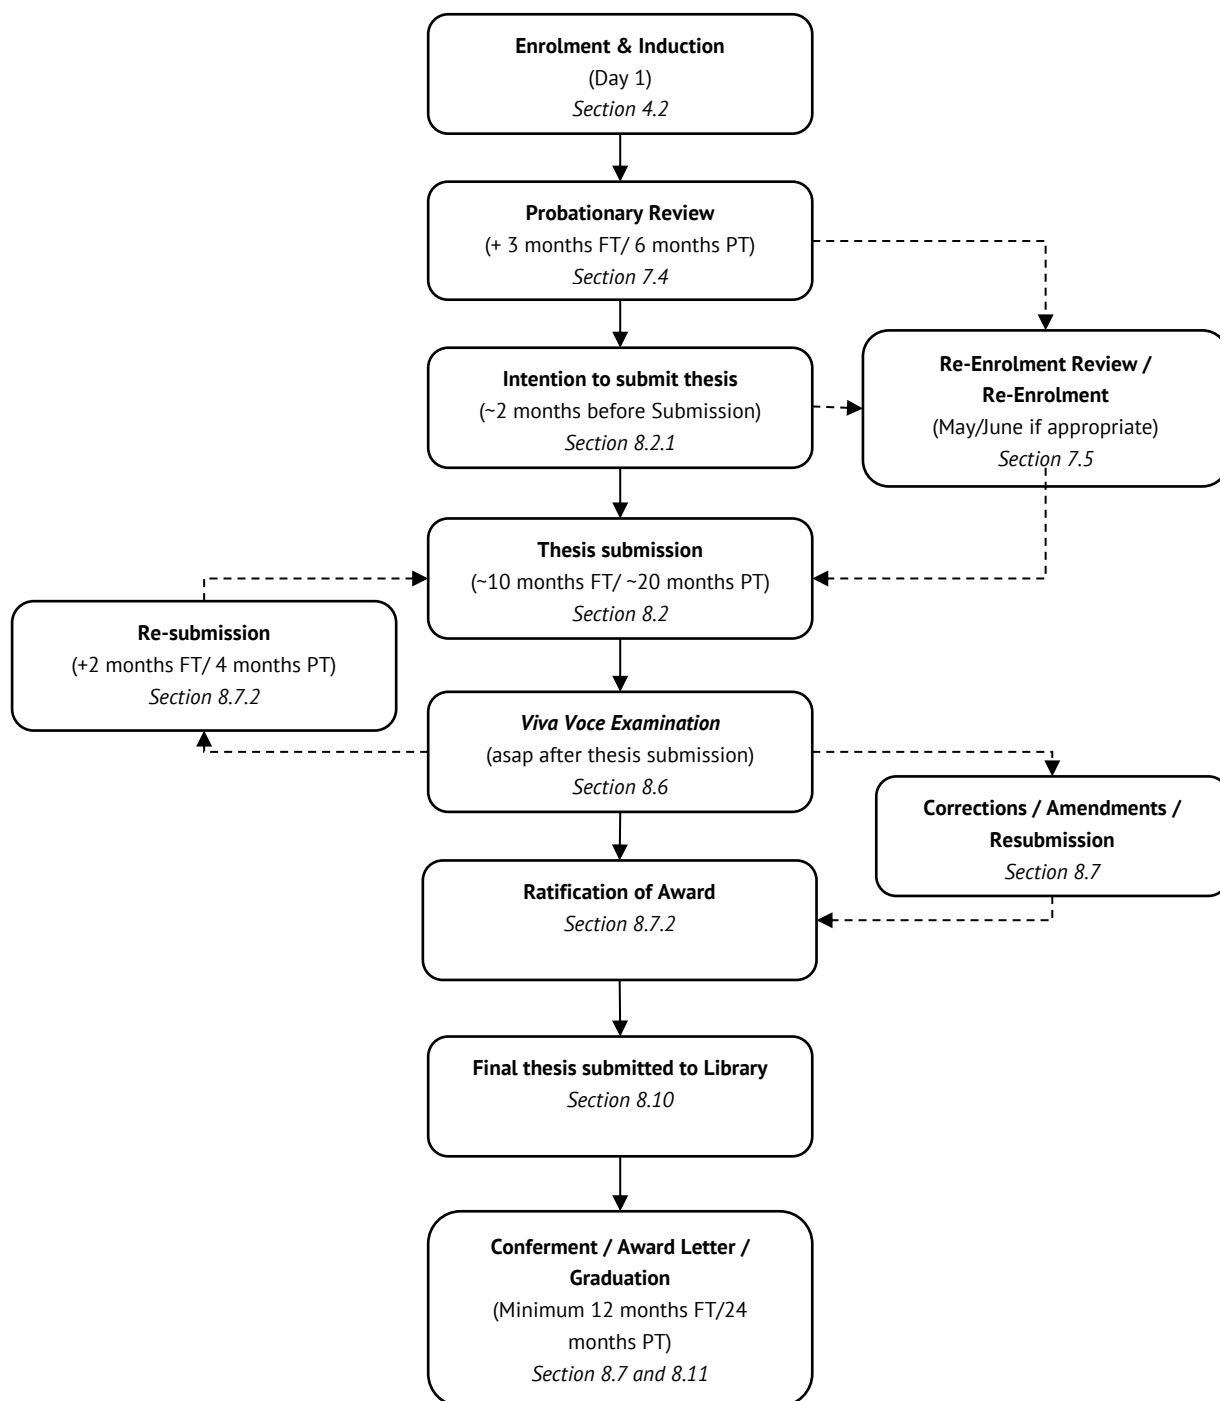 Enrolment & Induction
(Day 1)
Section 4.2
Probationary Review
(+ 3 months FT/ 6 months PT)
Section 7.4
Intention to submit thesis
(~2 months before Submission)
Section 8.2.1
Re-Enrolment Review /
Re-Enrolment
(May/June if appropriate)
Section 7.5
Thesis submission
(~10 months FT/ ~20 months PT)
Section 8.2
Re-submission
(+2 months FT/ 4 months PT)
Section 8.7.2
Viva Voce Examination
(asap after thesis submission)
Section 8.6
Corrections / Amendments /
Resubmission
Section 8.7
Ratification of Award
Section 8.7.2
Final thesis submitted to Library
Section 8.10
Conferment / Award Letter /
Graduation
(Minimum 12 months FT/24
months PT)
Section 8.7 and 8.11